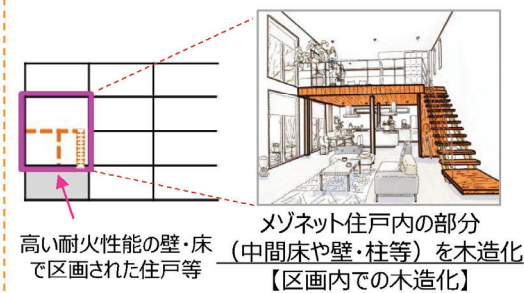 高い耐火性能の壁・床
で区画された住戸等
メゾネット住戸内の部分
（中間床や壁・柱等）を木造化
【区画内での木造化】